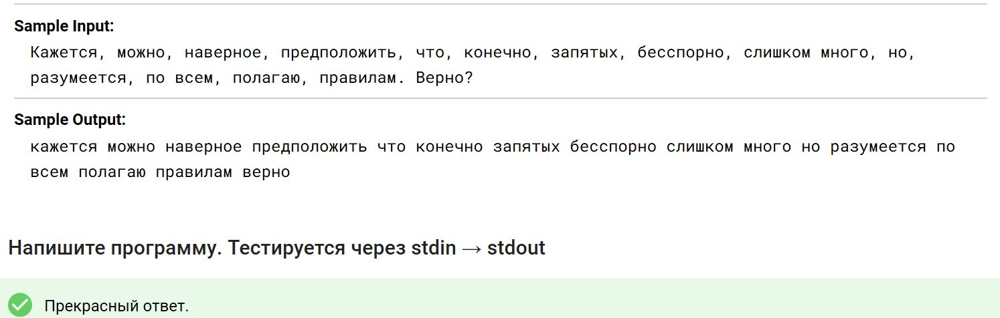 Sample Input:
Кажется, можно, наверное, предположить, что, конечно, запятых, бесспорно, слишком много, но,
разумеется, по всем, полагаю, правилам. Верно?
Sample Output:
кажется можно наверное предположить что конечно запятых бесспорно слишком много но разумеется по
всем полагаю правилам верно
Напишите программу. Тестируется через stdin → stdout
Прекрасный ответ.